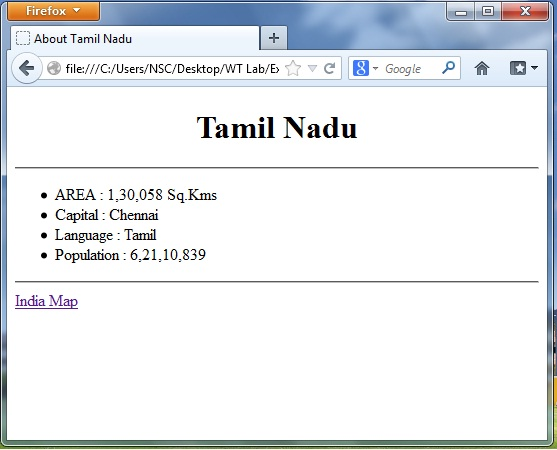 Firefox
About Tamil Nadu
file:///C:/Users/NSC/Desktop/WT Lab/Ex
Google
Tamil Nadu
AREA : 1,30,058 Sq.Kms
Capital : Chennai
Language : Tamil
Population : 6,21,10,839
India Map